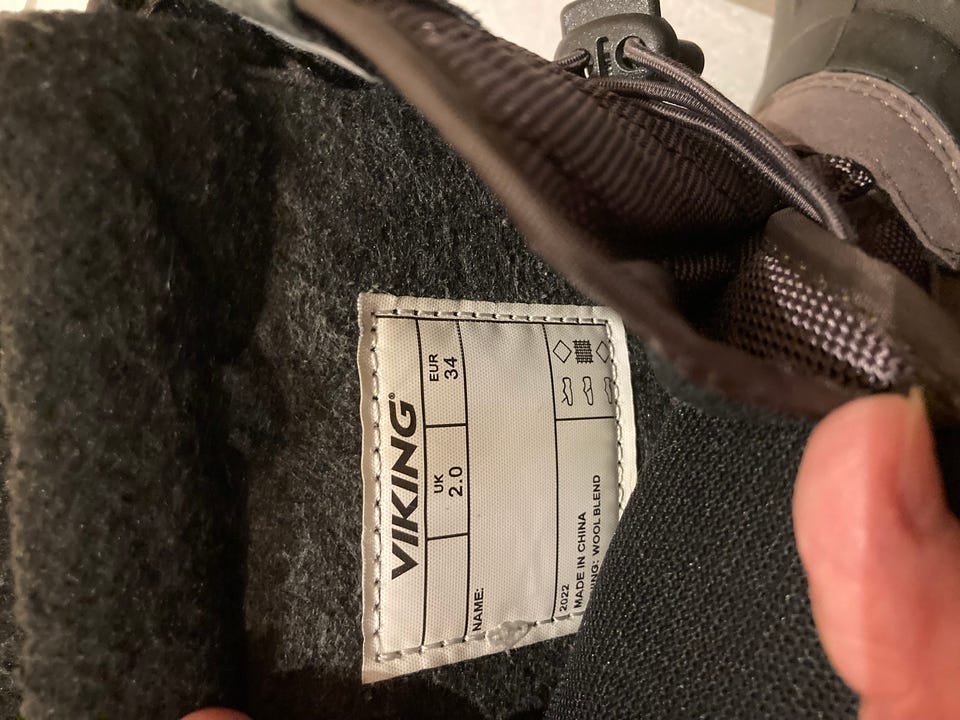 VIKING®
UK EUR
2.0 34
NAME:
2022
MADE IN CHINA
WOOL BLEND